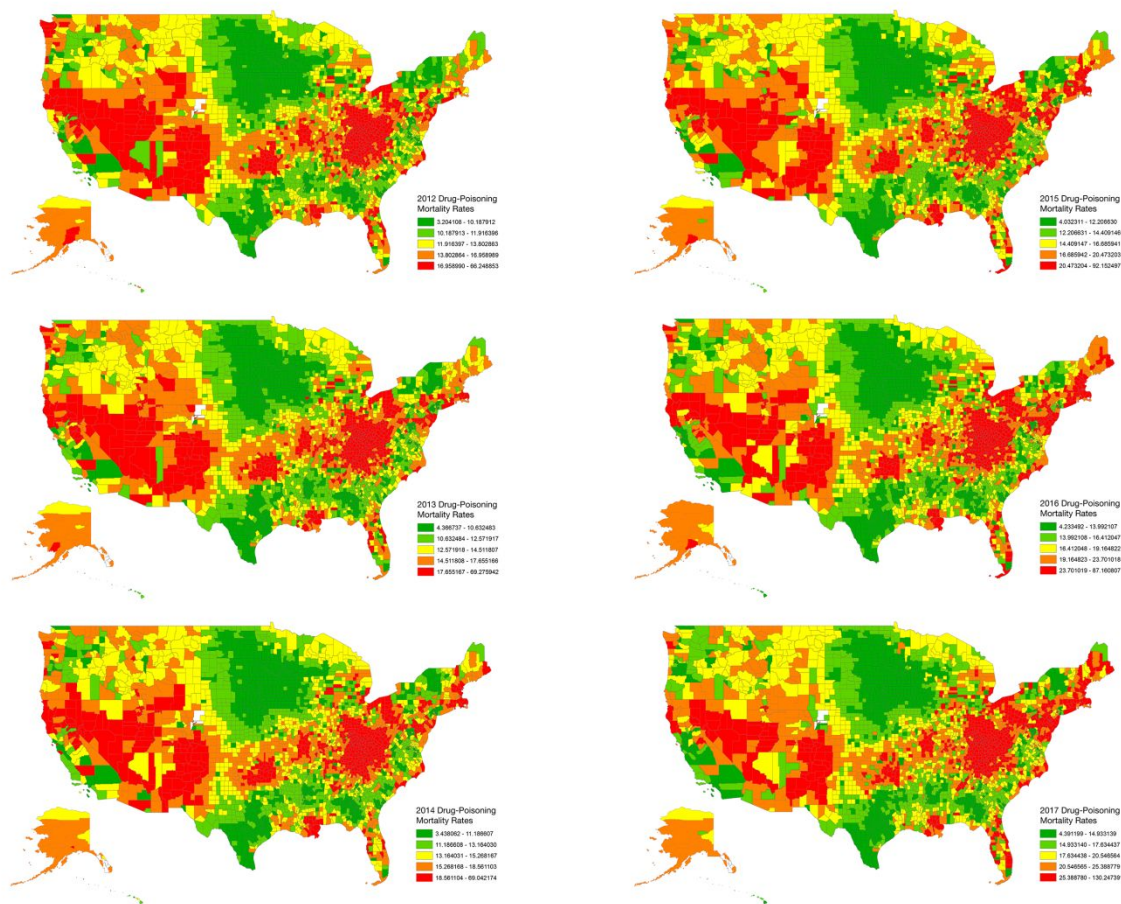 2012 Drug-Poisoning
Mortality Rates
3.204108 - 10.187912
10.187913 - 11.916396
11.916397 - 13.802863
13.802864 - 16.958989
16.958990 - 66.246853
2015 Drug-Poisoning
Mortality Rates
4.032311 - 12.206630
12.206631 - 14.409146
14.409147 - 16.685941
16.685942 - 20.473203
20.473204 - 92.152497
2013 Drug-Poisoning
Mortality Rates
4.366737 - 10.632483
10.632484 - 12.571917
12.571918 - 14.511807
14.511808 - 17.655166
17.655167 - 69.275942
2016 Drug-Poisoning
Mortality Rates
4.233492 - 13.992107
13.992108 - 16.412047
16.412048 - 19.164822
19.164823 - 23.701018
23.701019 - 87.160807
2014 Drug-Poisoning
Mortality Rates
3.438062 - 11.186607
11.186608 - 13.164030
13.164031 - 15.268167
15.268168 - 18.561103
18.561104 - 69.042174
2017 Drug-Poisoning
Mortality Rates
4.391199 - 14.933139
14.933140 - 17.634437
17.634438 - 20.546564
20.546565 - 25.388779
25.388780 - 130.24739